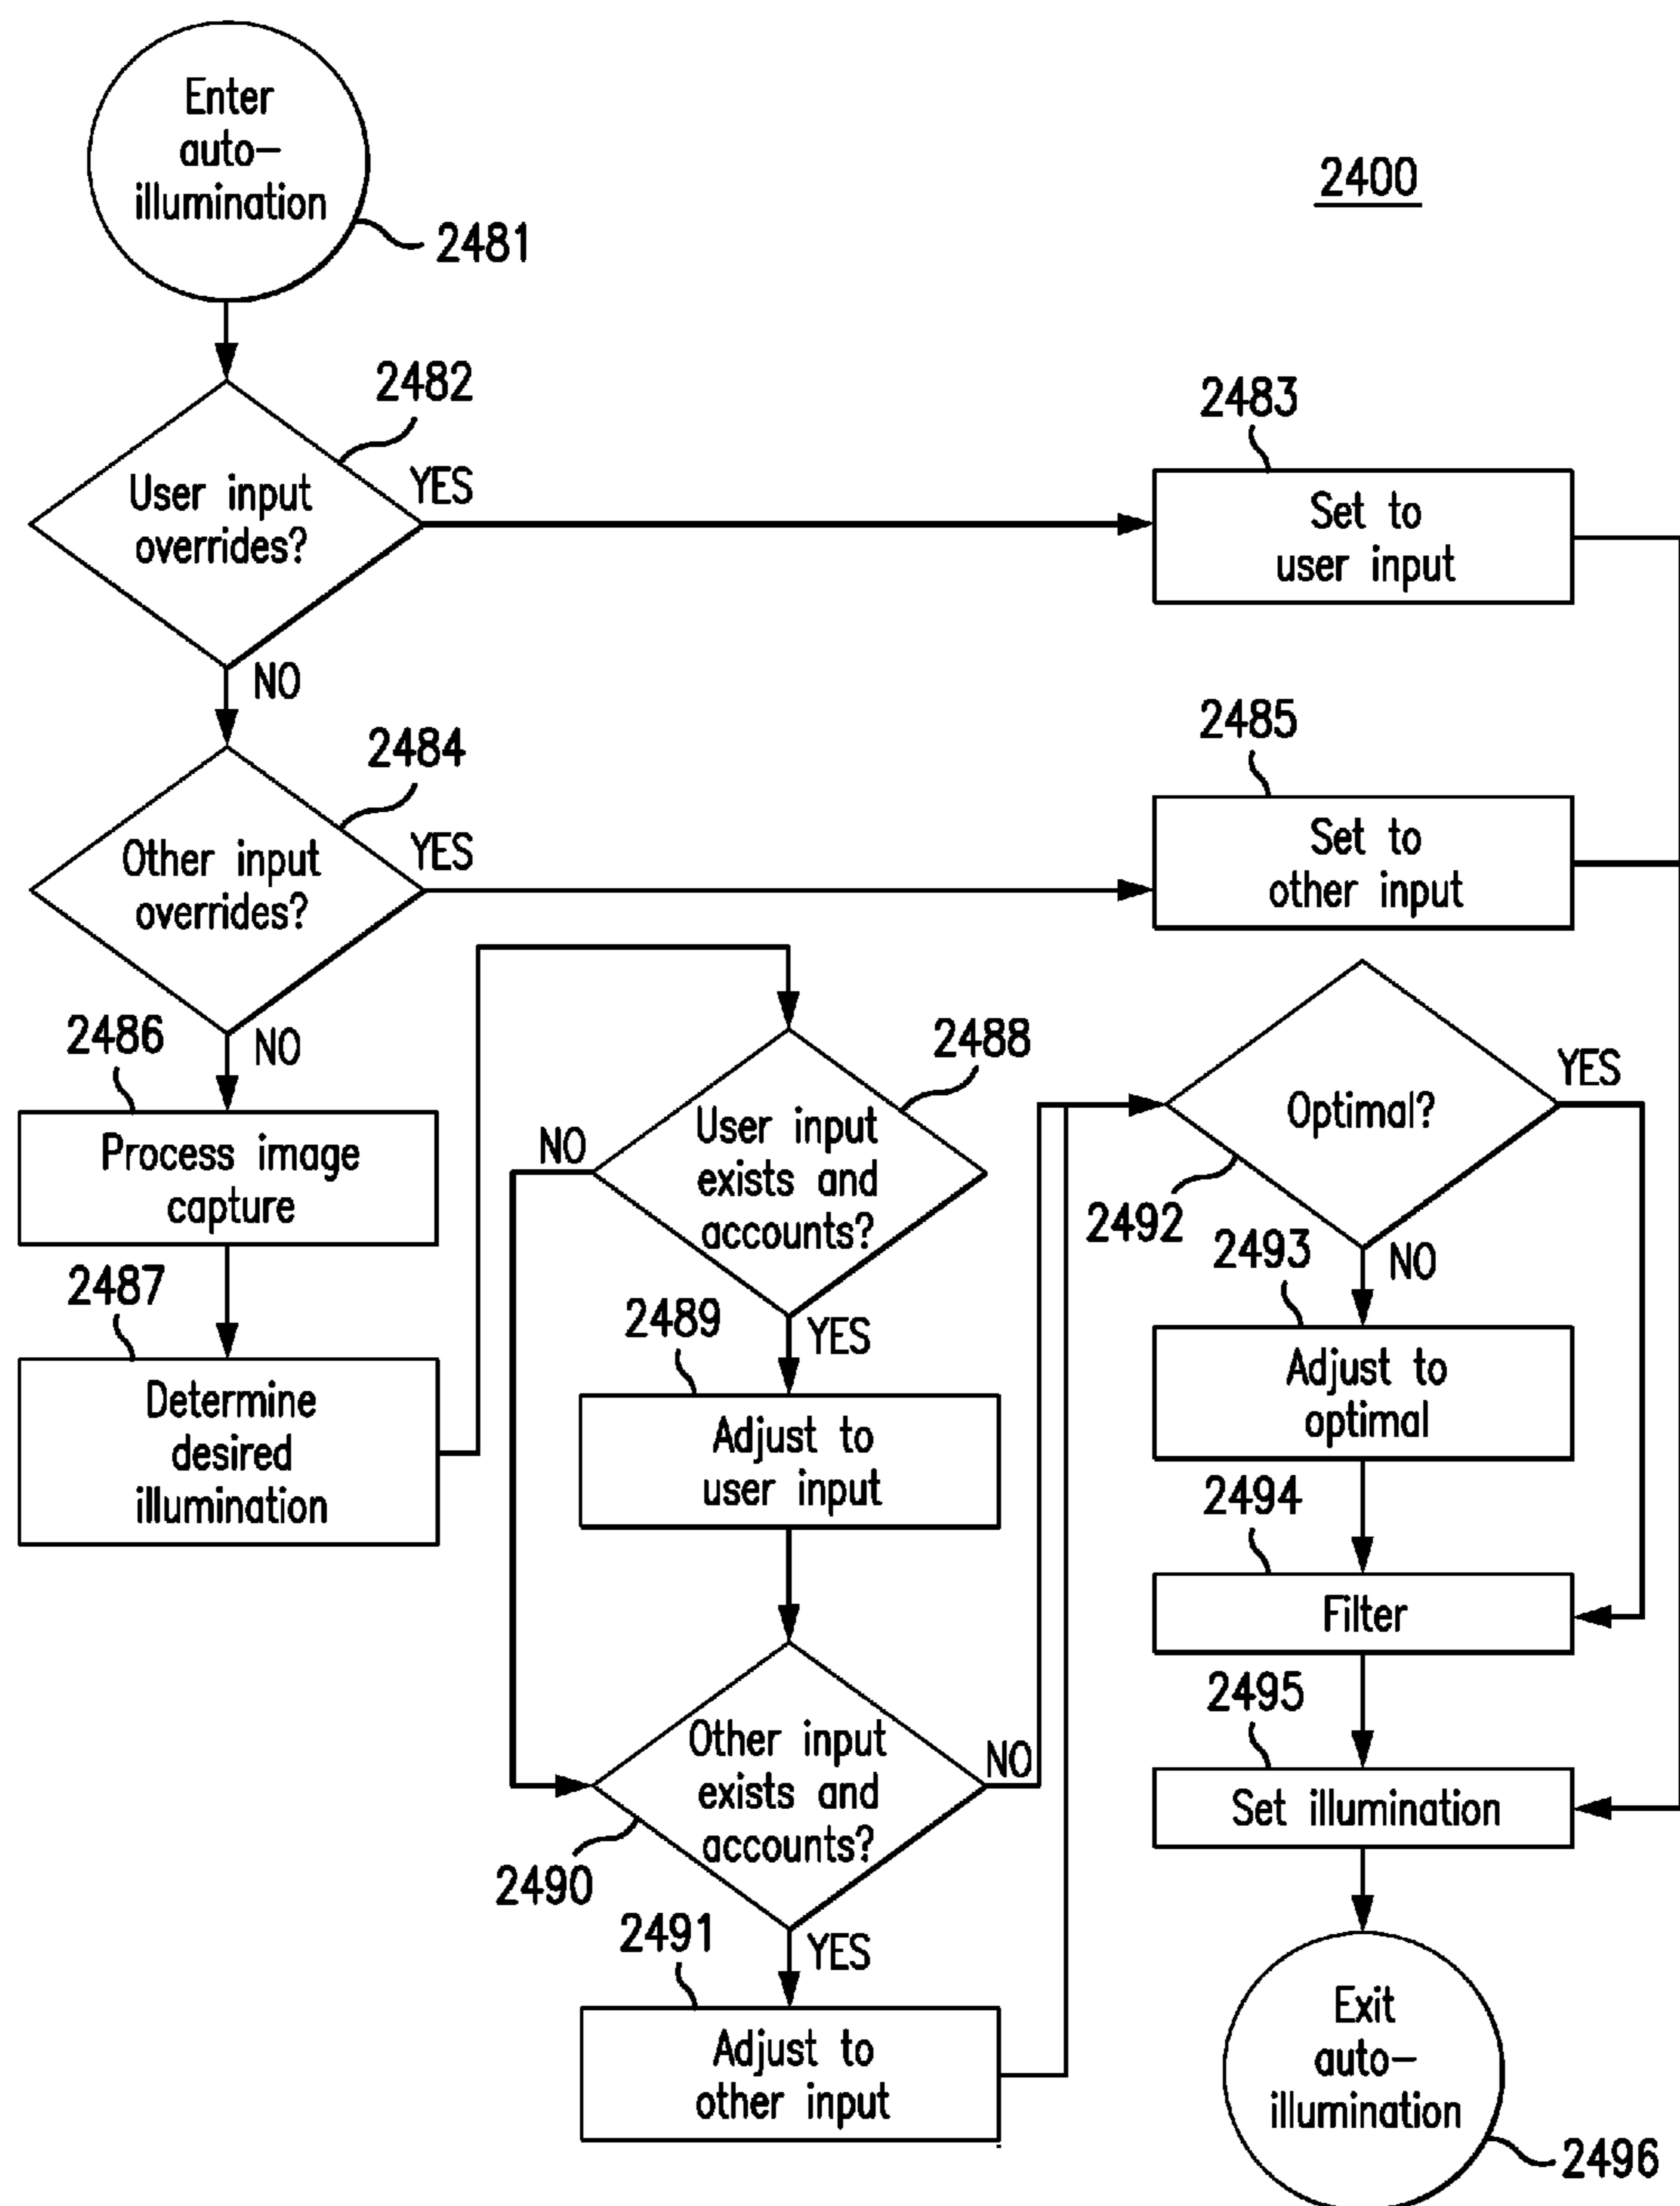 Enter
auto-
illumination
2481
2400
2482
User input
overrides?
YES
NO
2483
Set to
user input
2484
Other input
overrides?
YES
NO
2485
Set to
other input
2486
Process image
capture
2487
Determine
desired
illumination
2488
User input
exists and
accounts?
NO
YES
2489
Adjust to
user input
2490
Other input
exists and
accounts?
NO
YES
2491
Adjust to
other input
2492
Optimal?
YES
NO
2493
Adjust to
optimal
2494
Filter
2495
Set illumination
Exit
auto-
illumination
2496